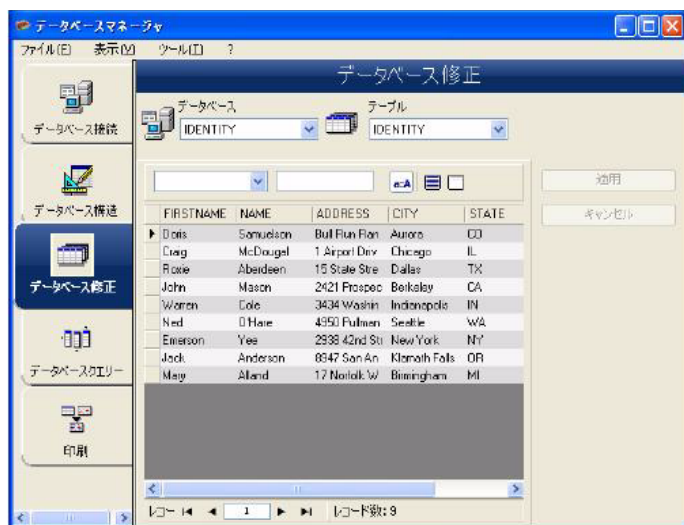 データベースマネージャ
ファイル(F) 表示(V) ツール(T) ?
データベース修正
データベース接続
データベース構造
データベース修正
データベースクエリー
印刷
データベース
IDENTITY
テーブル
IDENTITY
a:A
適用
キャンセル
FIRSTNAME NAME ADDRESS CITY STATE
Doris Samuelson Bull Run Ran Aurora CO
Craig McDougal 1 Airport Driv Chicago IL
Roxie Aberdeen 15 State Stre Dallas TX
John Mason 2421 Prospec Berkeley CA
Warren Cole 3434 Washin Indianapolis IN
Ned O'Hare 4950 Pullman Seattle WA
Emerson Yee 2938 42nd Str New York NY
Jack Anderson 8947 San An Klamath Falls OR
Mary Alland 17 Norfolk W Birmingham MI
レコー 1 レコード数: 9